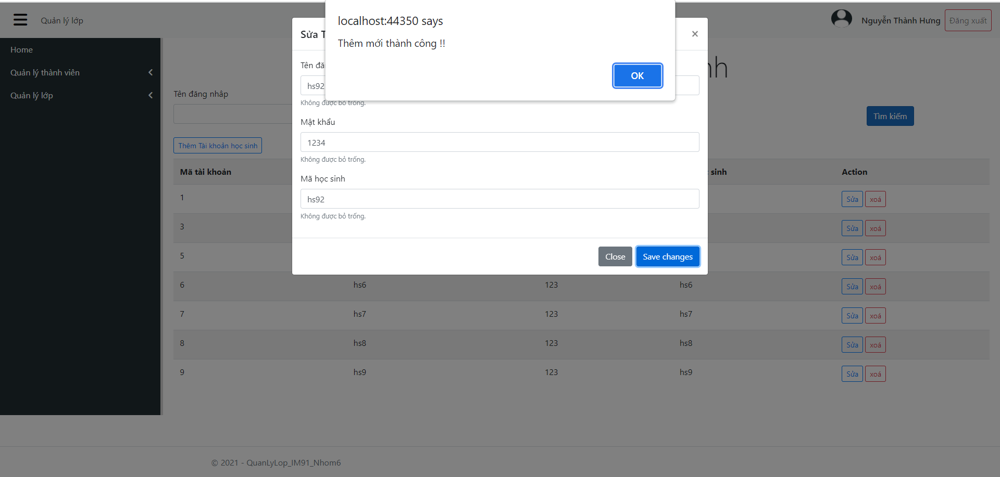 Quản lý lớp
Nguyễn Thành Hưng
Đăng xuất
localhost:44350 says
Thêm mới thành công !!
OK
Home
Quản lý thành viên
Quản lý lớp
Sửa
×
Tên
hs92
Không được bỏ trống.
Mật khẩu
1234
Không được bỏ trống.
Mã học sinh
hs92
Không được bỏ trống.
Close
Save changes
Tên đăng nhập
Tìm kiếm
Thêm Tài khoản học sinh
Mã tài khoản sinh Action
1 Sửa xoá
3 Sửa xoá
5 Sửa xoá
6 hs6 123 hs6 Sửa xoá
7 hs7 123 hs7 Sửa xoá
8 hs8 123 hs8 Sửa xoá
9 hs9 123 hs9 Sửa xoá
© 2021 - QuanLyLop_IM91_Nhom6